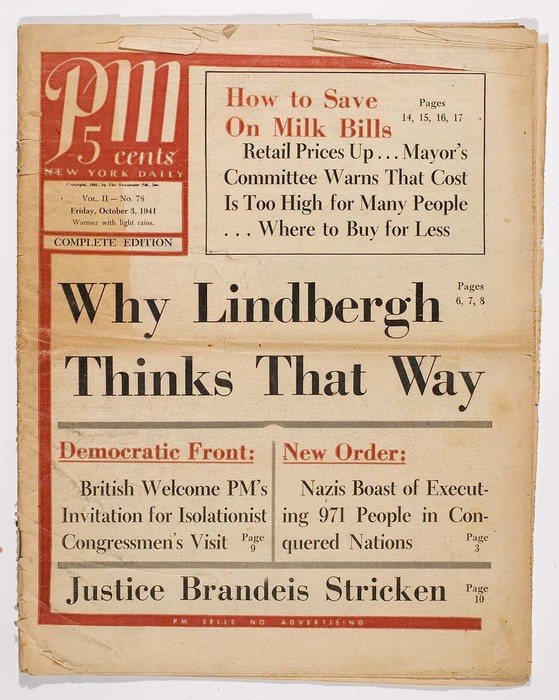 PM
5 cents
NEW YORK DAILY
Copyright, 1941, by The Newspaper PM, Inc.
VOL. II — No. 78
Friday, October 3, 1941
Warmer with light rains.
COMPLETE EDITION
How to Save
On Milk Bills
Pages
14, 15, 16, 17
Retail Prices Up . . . Mayor's
Committee Warns That Cost
Is Too High for Many People
. . . Where to Buy for Less
Why Lindbergh
Pages
6, 7, 8
Thinks That Way
Democratic Front:
British Welcome PM's
Invitation for Isolationist
Congressmen's Visit
Page
9
New Order:
Nazis Boast of Execut-
ing 971 People in Con-
quered Nations
Page
3
Justice Brandeis Stricken
Page
10
PM SELLS NO ADVERTISING